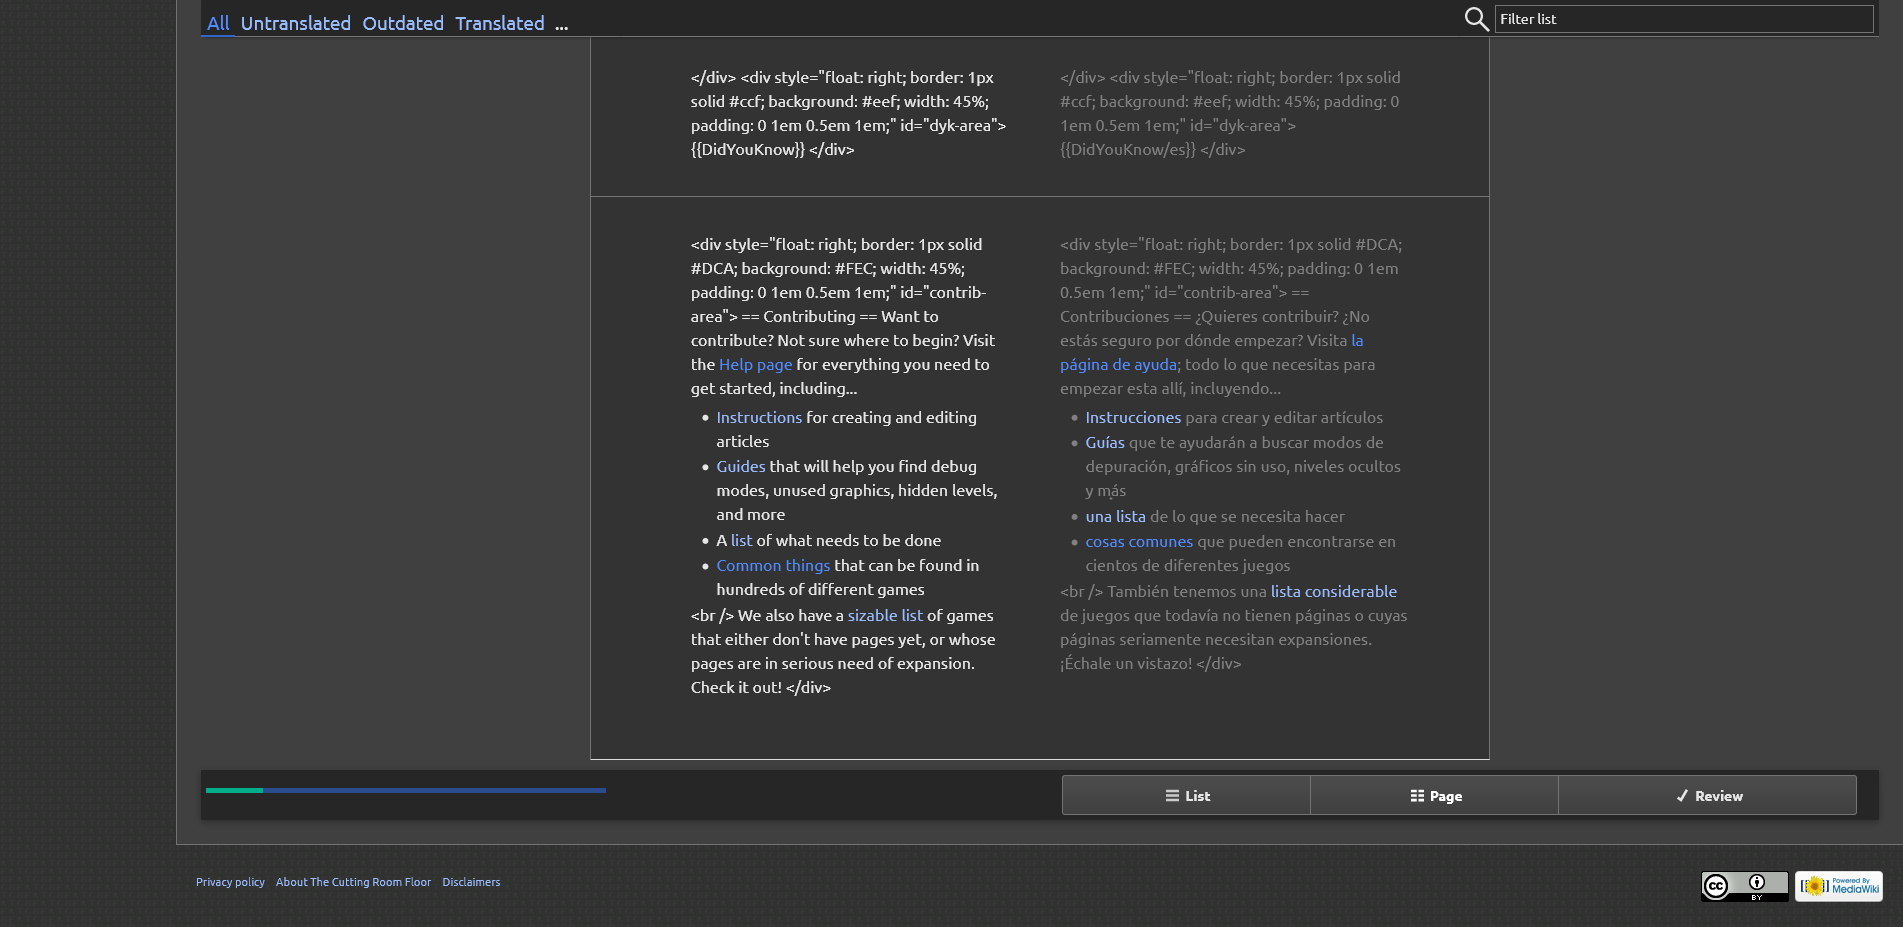 All Untranslated Outdated Translated ...
Filter list
</div> <div style="float: right; border: 1px
solid #ccf; background: #eef; width: 45%;
padding: 0 1em 0.5em 1em;" id="dyk-area">
{{DidYouKnow}} </div>
</div> <div style="float: right; border: 1px solid
#ccf; background: #eef; width: 45%; padding: 0
1em 0.5em 1em;" id="dyk-area">
{{DidYouKnow/es}} </div>
<div style="float: right; border: 1px solid
#DCA; background: #FEC; width: 45%;
padding: 0 1em 0.5em 1em;" id="contrib-
area"> == Contributing == Want to
contribute? Not sure where to begin? Visit
the Help page for everything you need to
get started, including...
• Instructions for creating and editing
articles
• Guides that will help you find debug
modes, unused graphics, hidden levels,
and more
• A list of what needs to be done
• Common things that can be found in
hundreds of different games
<br /> We also have a sizable list of games
that either don't have pages yet, or whose
pages are in serious need of expansion.
Check it out! </div>
<div style="float: right; border: 1px solid #DCA;
background: #FEC; width: 45%; padding: 0 1em
0.5em 1em;" id="contrib-area"> ==
Contribuciones == ¿Quieres contribuir? ¿No
estás seguro por dónde empezar? Visita la
página de ayuda; todo lo que necesitas para
empezar esta allí, incluyendo...
• Instrucciones para crear y editar artículos
• Guías que te ayudarán a buscar modos de
depuración, gráficos sin uso, niveles ocultos
y más
• una lista de lo que se necesita hacer
• cosas comunes que pueden encontrarse en
cientos de diferentes juegos
<br /> También tenemos una lista considerable
de juegos que todavía no tienen páginas o cuyas
páginas seriamente necesitan expansiones.
¡Échale un vistazo! </div>
List
Page
Review
Privacy policy About The Cutting Room Floor Disclaimers
cc BY
Powered By
MediaWiki